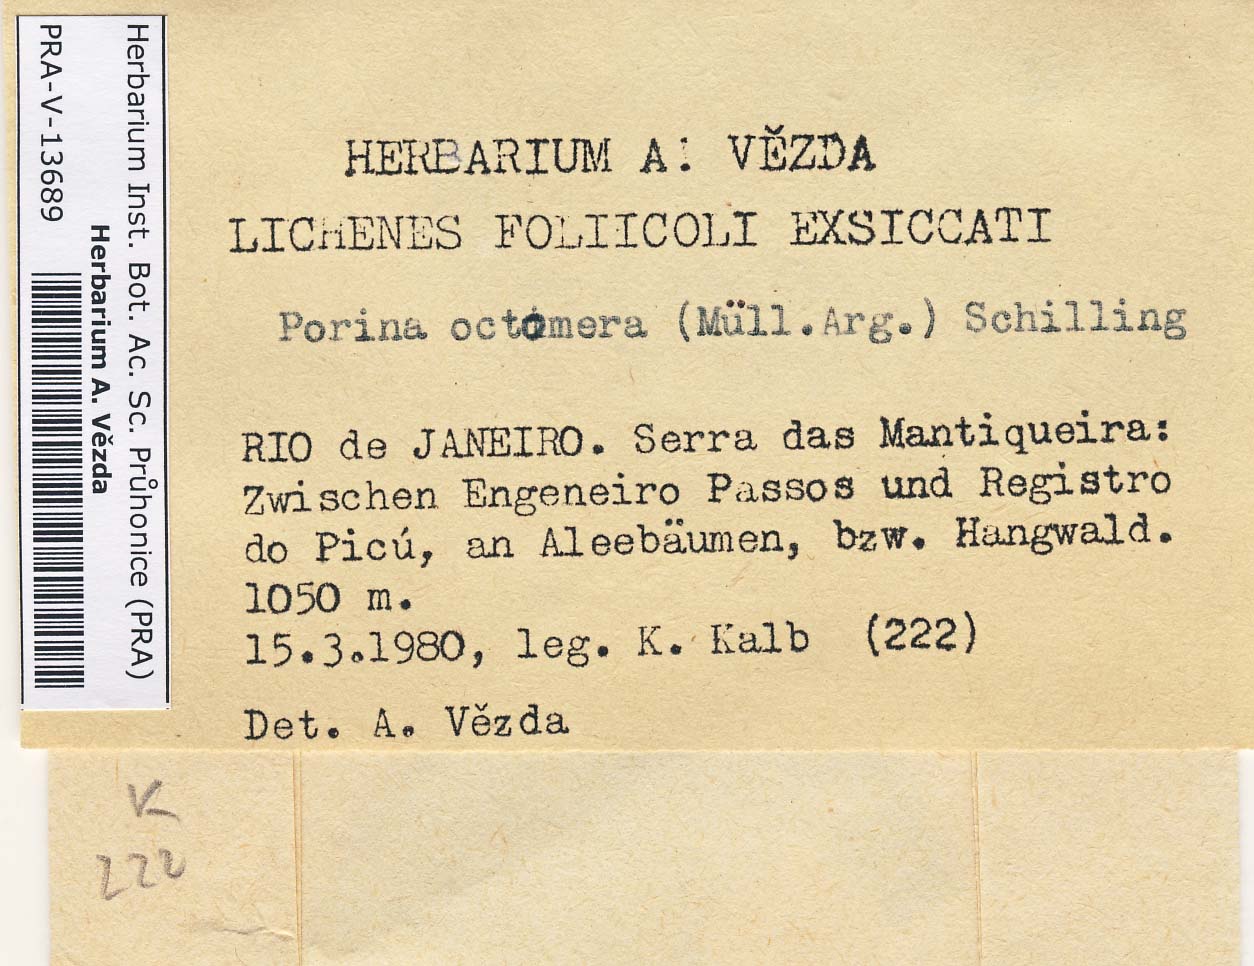 Herbarium Inst. Bot. Ac. Sc. Průhonice (PRA)
Herbarium A. Vězda
PRA-V-13689
HERBARIUM A. VĚZDA
LICHENES FOLIICOLI EXSICCATI
Porina octomera (Müll.Arg.) Schilling
RIO de JANEIRO. Serra das Mantiqueira:
Zwischen Engeneiro Passos und Registro
do Picú, an Aleebäumen, bzw. Hangwald.
1050 m.
15.3.1980, leg. K. Kalb (222)
Det. A. Vězda
K
222